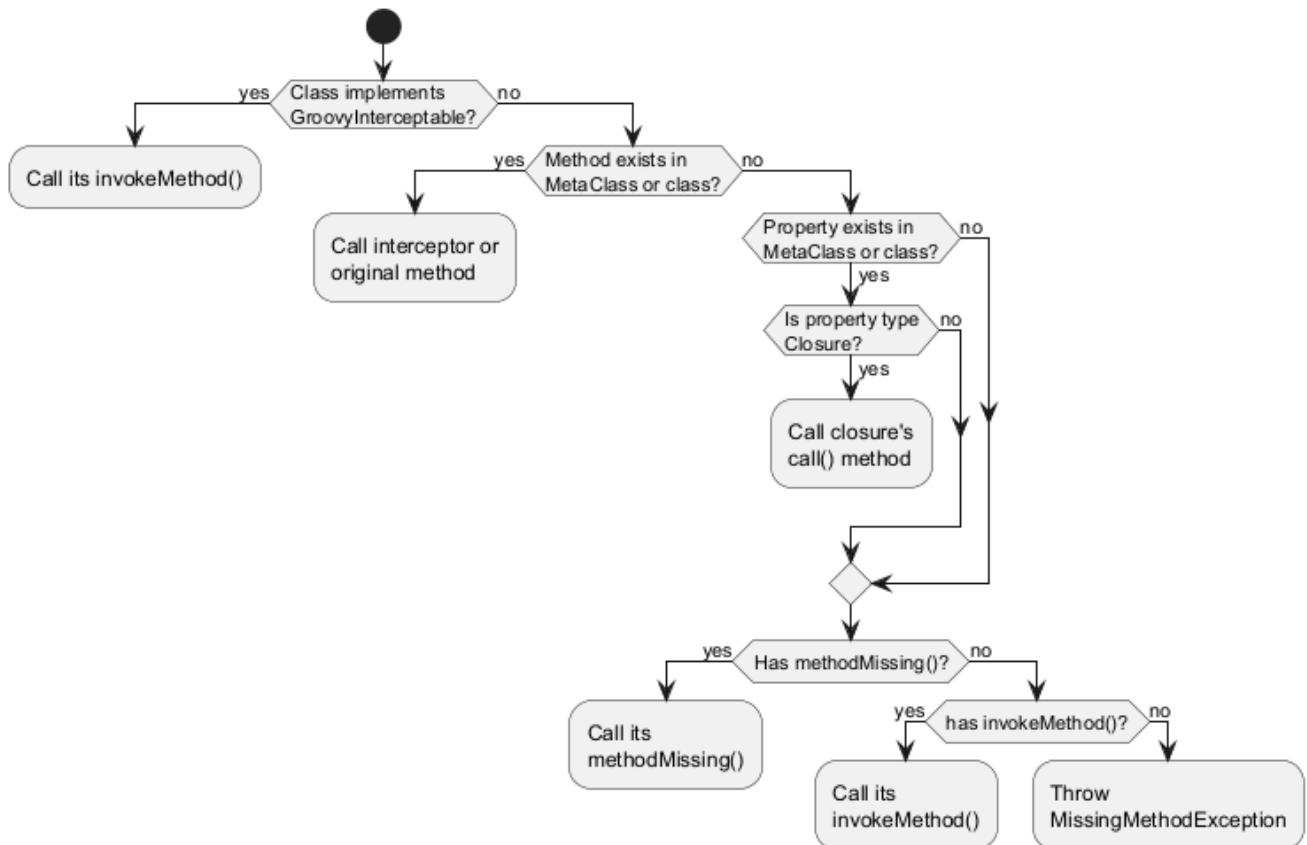 yes
Class implements
GroovyInterceptable?
no
Call its invokeMethod()
yes
Method exists in
MetaClass or class?
no
Call interceptor or
original method
Property exists in
MetaClass or class?
no
yes
Is property type
Closure?
no
yes
Call closure's
call() method
yes
Has methodMissing()?
no
Call its
methodMissing()
yes
has invokeMethod()?
no
Call its
invokeMethod()
Throw
MissingMethodException